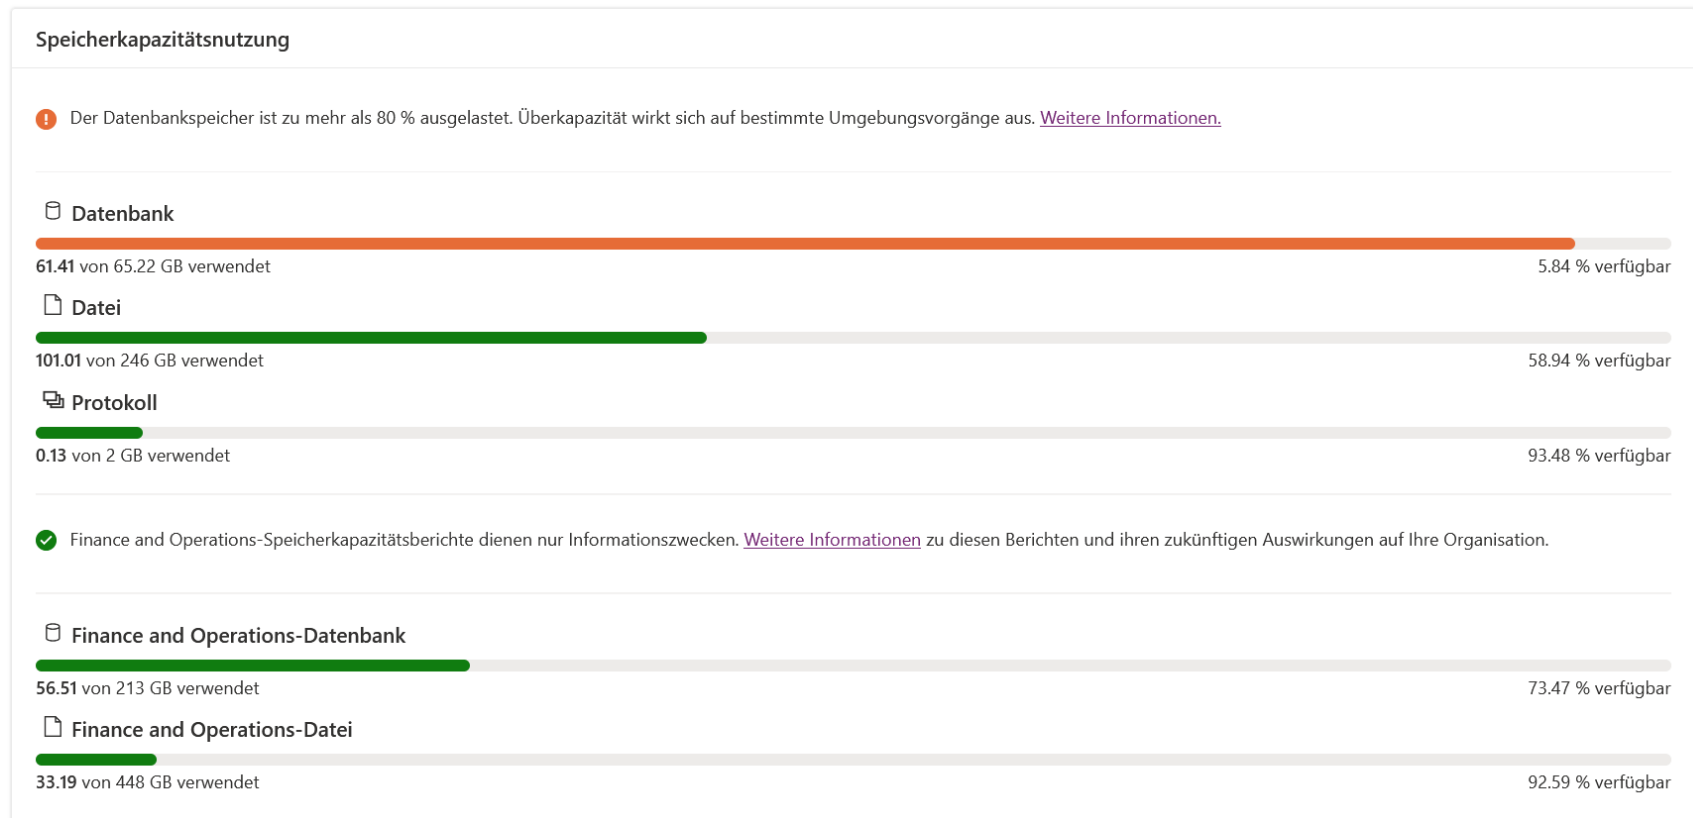 Speicherkapazitätsnutzung
Der Datenbankspeicher ist zu mehr als 80 % ausgelastet. Überkapazität wirkt sich auf bestimmte Umgebungsvorgänge aus. Weitere Informationen.
Datenbank
61.41 von 65.22 GB verwendet 5.84 % verfügbar
Datei
101.01 von 246 GB verwendet 58.94 % verfügbar
Protokoll
0.13 von 2 GB verwendet 93.48 % verfügbar
Finance and Operations-Speicherkapazitätsberichte dienen nur Informationszwecken. Weitere Informationen zu diesen Berichten und ihren zukünftigen Auswirkungen auf Ihre Organisation.
Finance and Operations-Datenbank
56.51 von 213 GB verwendet 73.47 % verfügbar
Finance and Operations-Datei
33.19 von 448 GB verwendet 92.59 % verfügbar